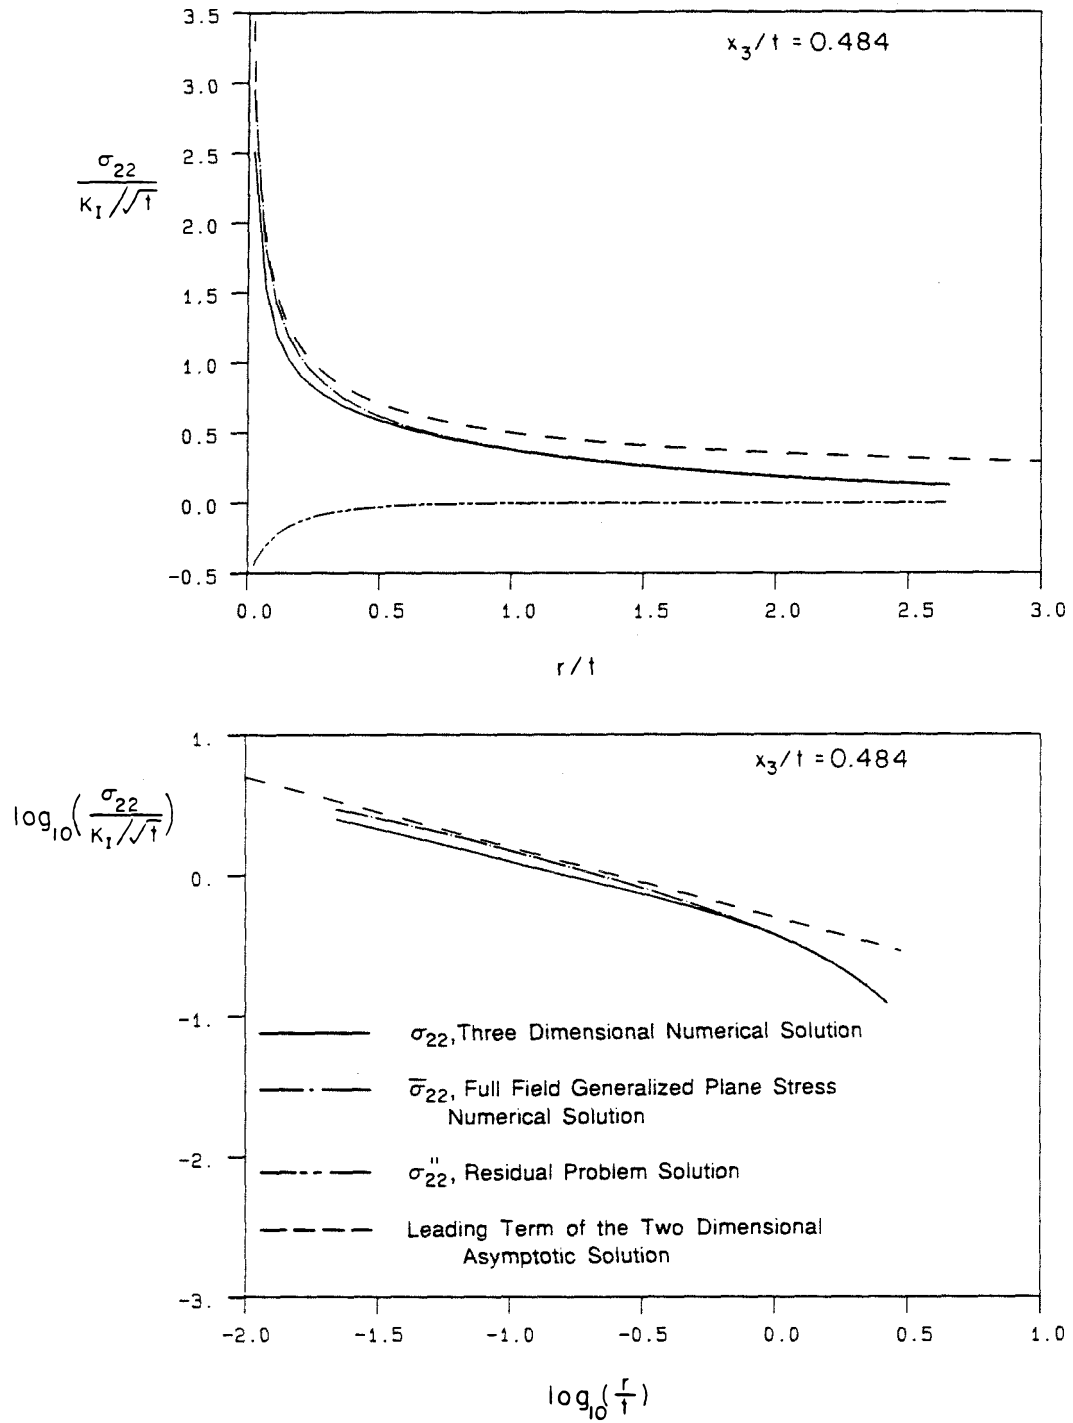 3.5
x₃/t = 0.484
3.0
2.5
σ₂₂
K_I/√t
2.0
1.5
1.0
0.5
0.0
-0.5
0.0 0.5 1.0 1.5 2.0 2.5 3.0
r/t
1.
x₃/t = 0.484
log₁₀(σ₂₂ / K_I/√t)
0.
-1.
σ₂₂, Three Dimensional Numerical Solution
σ̅₂₂, Full Field Generalized Plane Stress
Numerical Solution
-2.
σ₂₂'', Residual Problem Solution
Leading Term of the Two Dimensional
Asymptotic Solution
-3.
-2.0 -1.5 -1.0 -0.5 0.0 0.5 1.0
log₁₀(r/t)